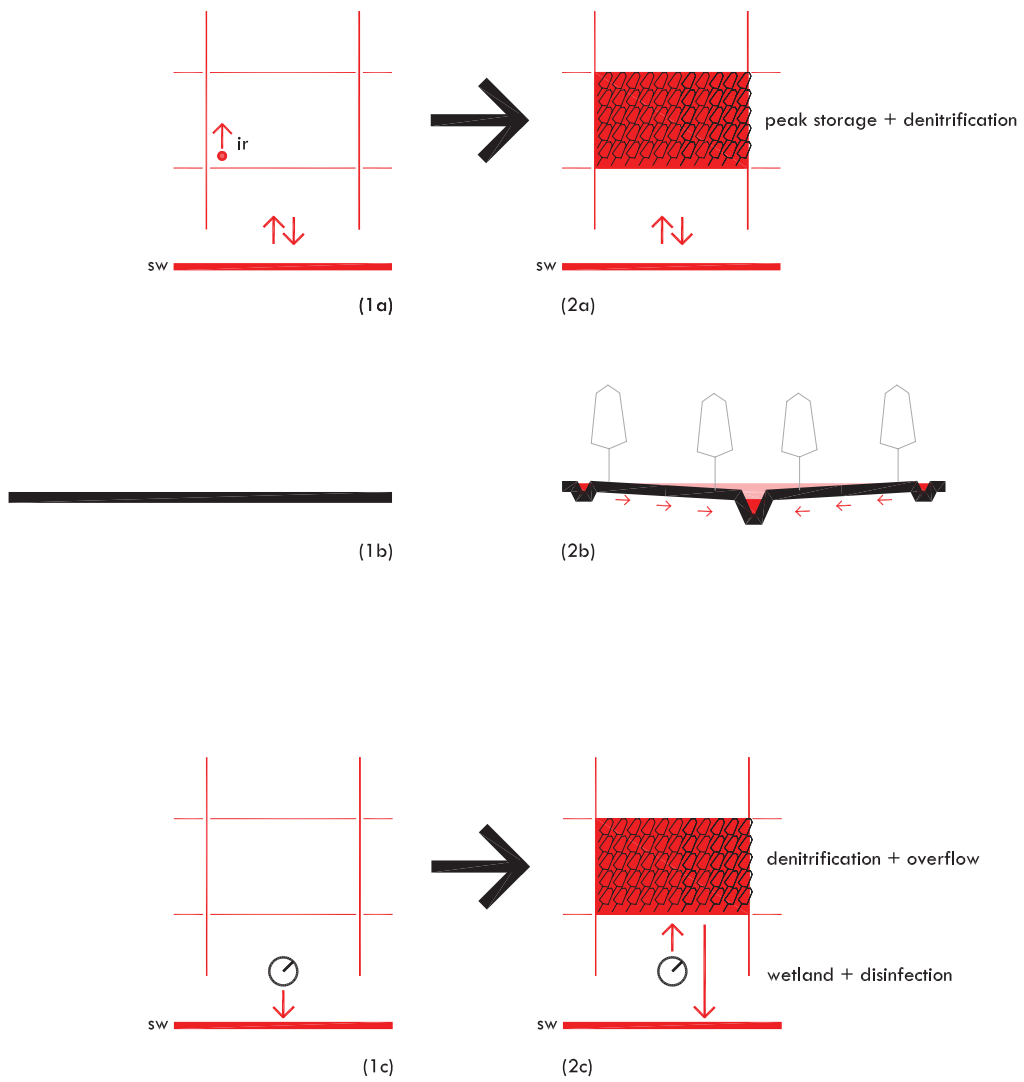 peak storage + denitrification
ir
sw
sw
(1a)
(2a)
(1b)
(2b)
denitrification + overflow
wetland + disinfection
sw
sw
(1c)
(2c)